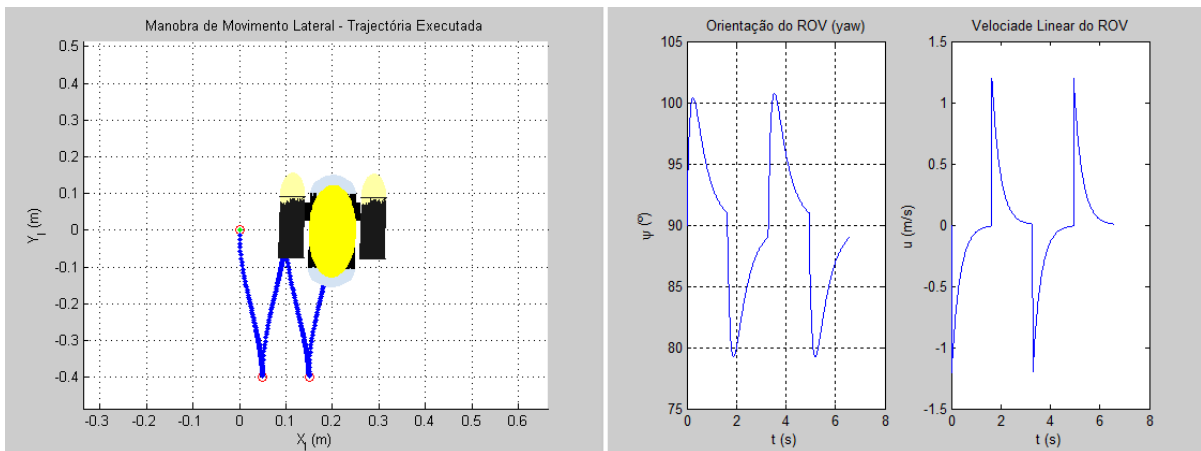 Manobra de Movimento Lateral - Trajectória Executada
0.5
0.4
0.3
0.2
0.1
0
-0.1
-0.2
-0.3
-0.4
Y_I (m)
-0.3 -0.2 -0.1 0 0.1 0.2 0.3 0.4 0.5 0.6
X_I (m)
Orientação do ROV (yaw)
105
100
95
90
85
80
75
ψ (º)
0 2 4 6 8
t (s)
Velociade Linear do ROV
1.5
1
0.5
0
-0.5
-1
-1.5
u (m/s)
0 2 4 6 8
t (s)